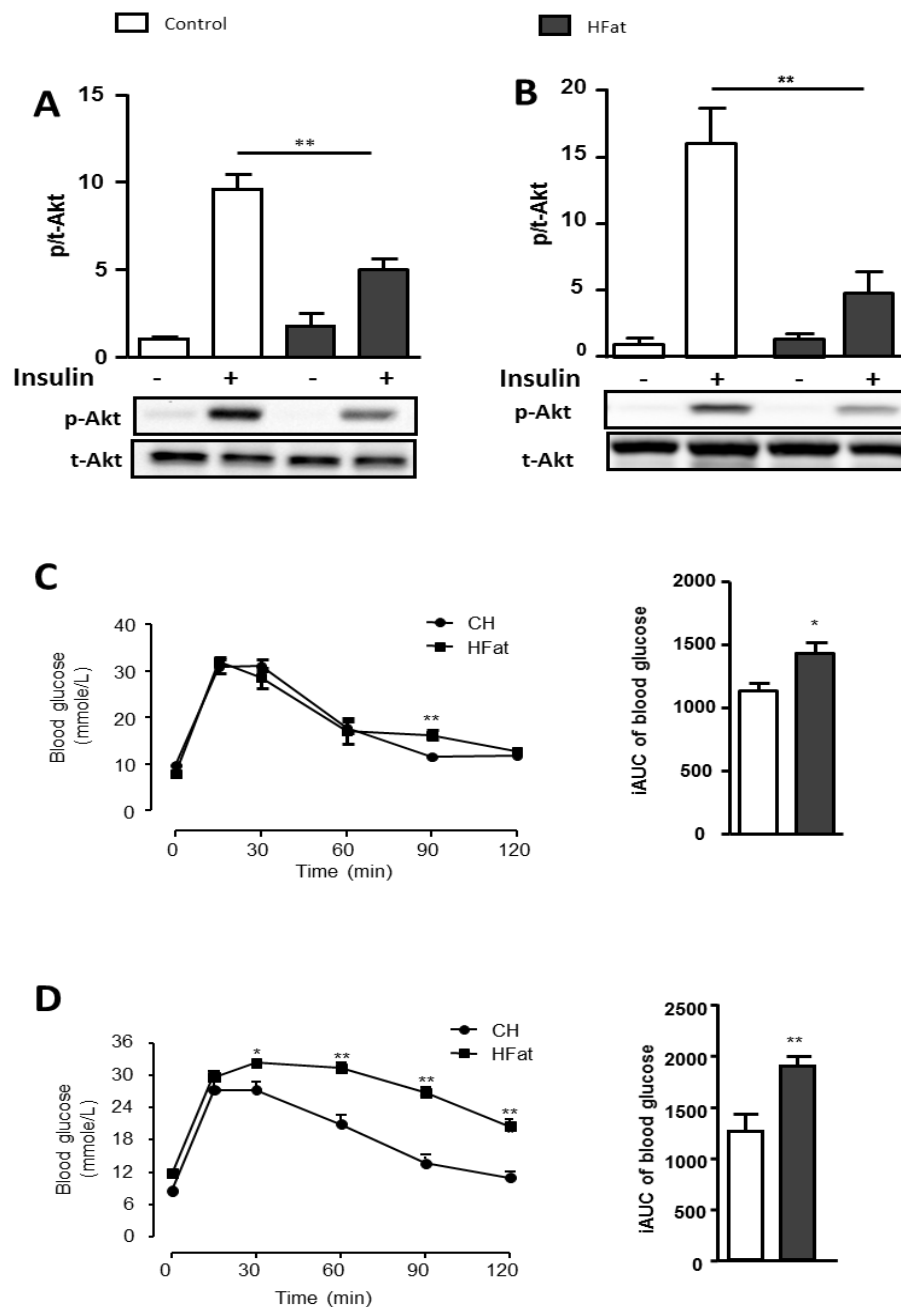 Control HFat
A
**
15
10
5
0
p/t-Akt
Insulin - + - +
p-Akt
t-Akt
B
**
20
15
10
5
0
p/t-Akt
Insulin - + - +
p-Akt
t-Akt
C
CH
HFat
40
30
20
10
0
Blood glucose
(mmole/L)
**
0 30 60 90 120
Time (min)
2000
1500
1000
500
0
iAUC of blood glucose
*
D
CH
HFat
36
30
24
18
12
6
0
Blood glucose
(mmole/L)
* ** ** **
0 30 60 90 120
Time (min)
2500
2000
1500
1000
500
0
iAUC of blood glucose
**